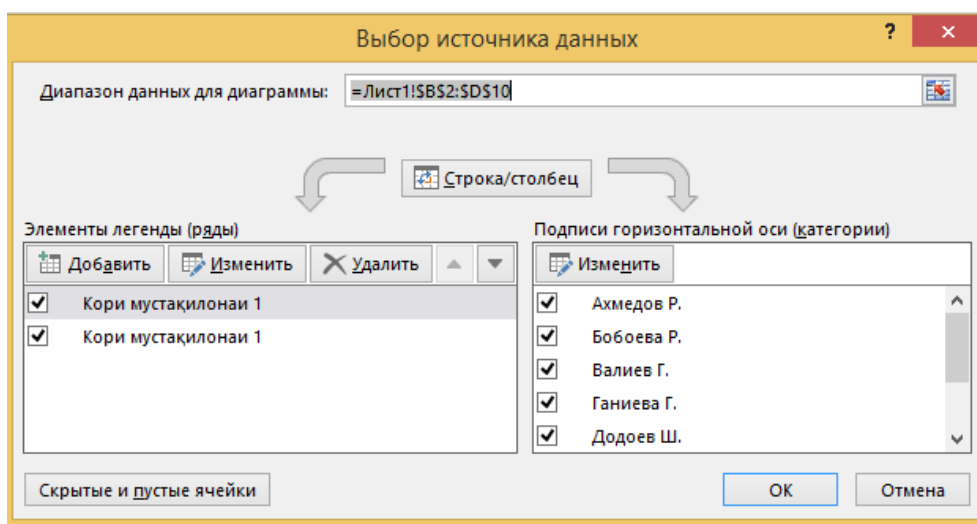 Выбор источника данных
?
Диапазон данных для диаграммы: =Лист1!$B$2:$D$10
Строка/столбец
Элементы легенды (ряды)
Добавить Изменить Удалить
Кори мустақилонаи 1
Кори мустақилонаи 1
Подписи горизонтальной оси (категории)
Изменить
Ахмедов Р.
Бобоева Р.
Валиев Г.
Ганиева Г.
Додоев Ш.
Скрытые и пустые ячейки
ОК Отмена